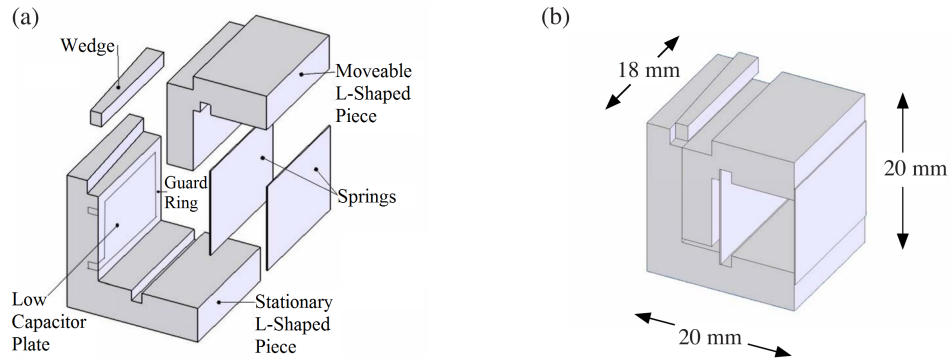 (a)
Wedge
Moveable
L-Shaped
Piece
Guard
Ring
Springs
Low
Capacitor
Plate
Stationary
L-Shaped
Piece
(b)
18 mm
20 mm
20 mm